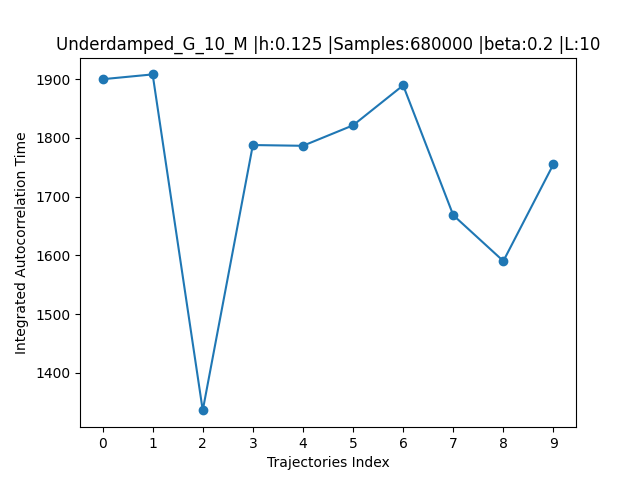 Underdamped_G_10_M |h:0.125 |Samples:680000 |beta:0.2 |L:10
Integrated Autocorrelation Time
1900
1800
1700
1600
1500
1400
0 1 2 3 4 5 6 7 8 9
Trajectories Index